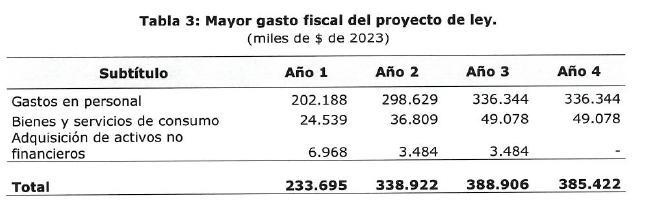 Tabla 3: Mayor gasto fiscal del proyecto de ley.
(miles de $ de 2023)
Subtítulo Año 1 Año 2 Año 3 Año 4
Gastos en personal 202.188 298.629 336.344 336.344
Bienes y servicios de consumo 24.539 36.809 49.078 49.078
Adquisición de activos no
financieros 6.968 3.484 3.484 -
Total 233.695 338.922 388.906 385.422